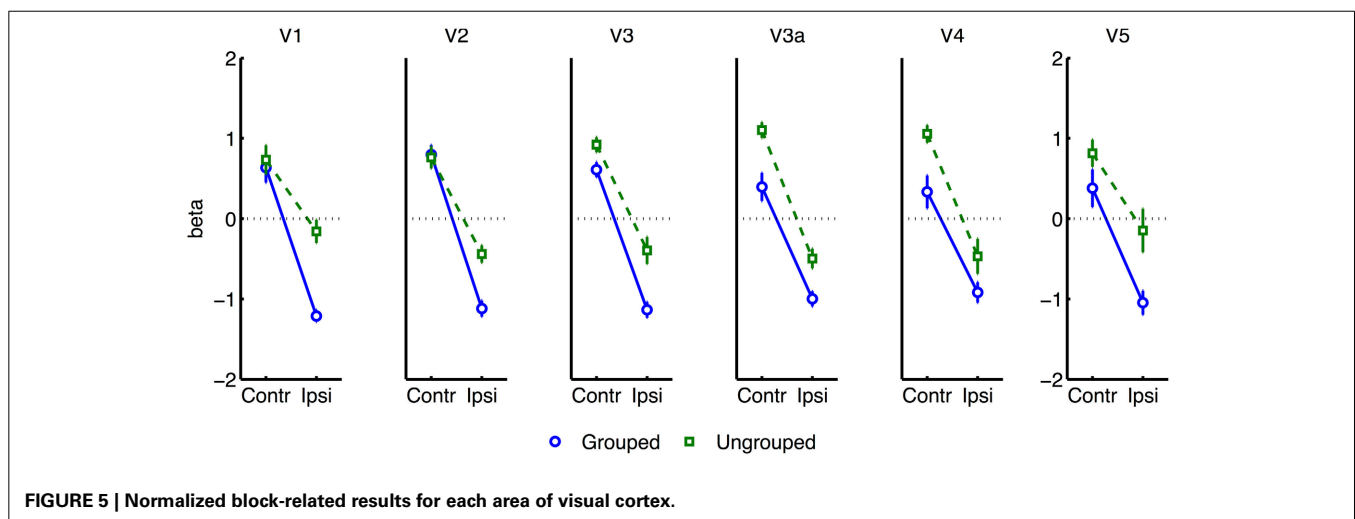 V1 V2 V3 V3a V4 V5
2 2
1 1
beta 0 0
−1 −1
−2 −2
Contr Ipsi Contr Ipsi Contr Ipsi Contr Ipsi Contr Ipsi Contr Ipsi
Grouped Ungrouped
FIGURE 5 | Normalized block-related results for each area of visual cortex.